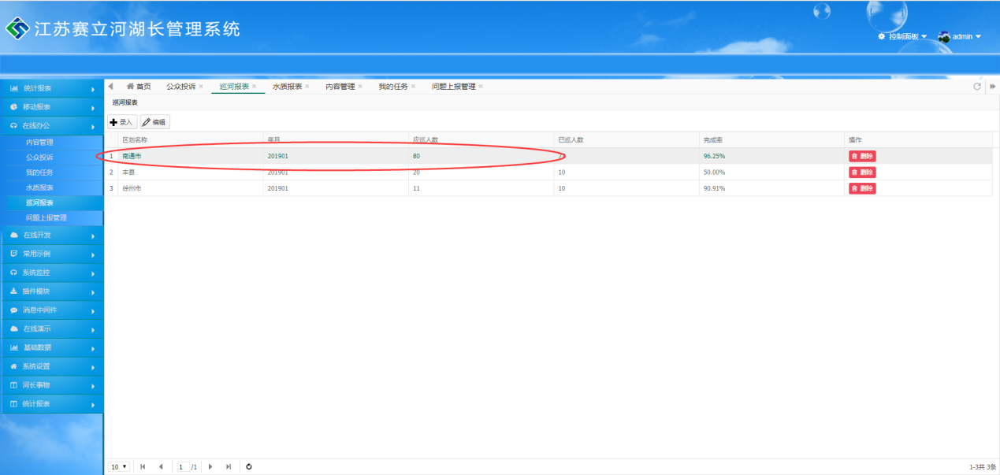 江苏赛立河湖长管理系统
控制面板 admin
统计报表
移动报表
在线办公
内容管理
公众投诉
我的任务
水质报表
巡河报表
问题上报管理
在线开发
常用示例
系统监控
插件模块
消息中间件
在线演示
基础数据
系统设置
河长事物
统计报表
首页 公众投诉 巡河报表 水质报表 内容管理 我的任务 问题上报管理
巡河报表
录入 编辑
区划名称 年月 应巡人数 已巡人数 完成率 操作
1 南通市 201901 80 96.25% 删除
2 丰县 201901 20 10 50.00% 删除
3 徐州市 201901 11 10 90.91% 删除
10 1 /1 1-3共 3条